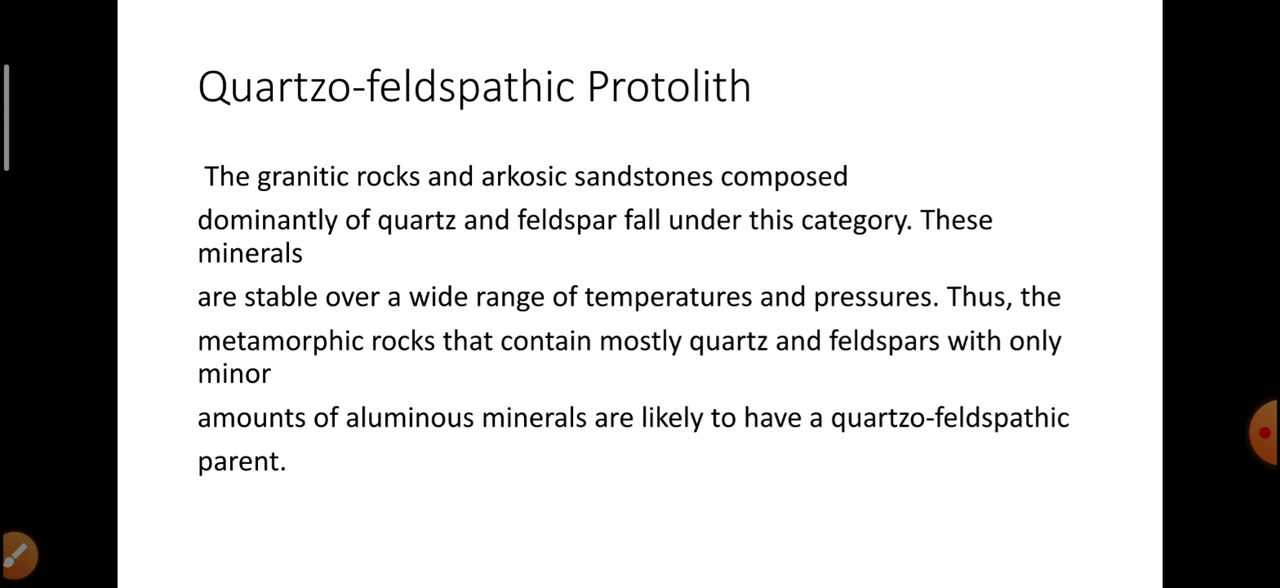 Quartzo-feldspathic Protolith
The granitic rocks and arkosic sandstones composed
dominantly of quartz and feldspar fall under this category. These
minerals
are stable over a wide range of temperatures and pressures. Thus, the
metamorphic rocks that contain mostly quartz and feldspars with only
minor
amounts of aluminous minerals are likely to have a quartzo-feldspathic
parent.